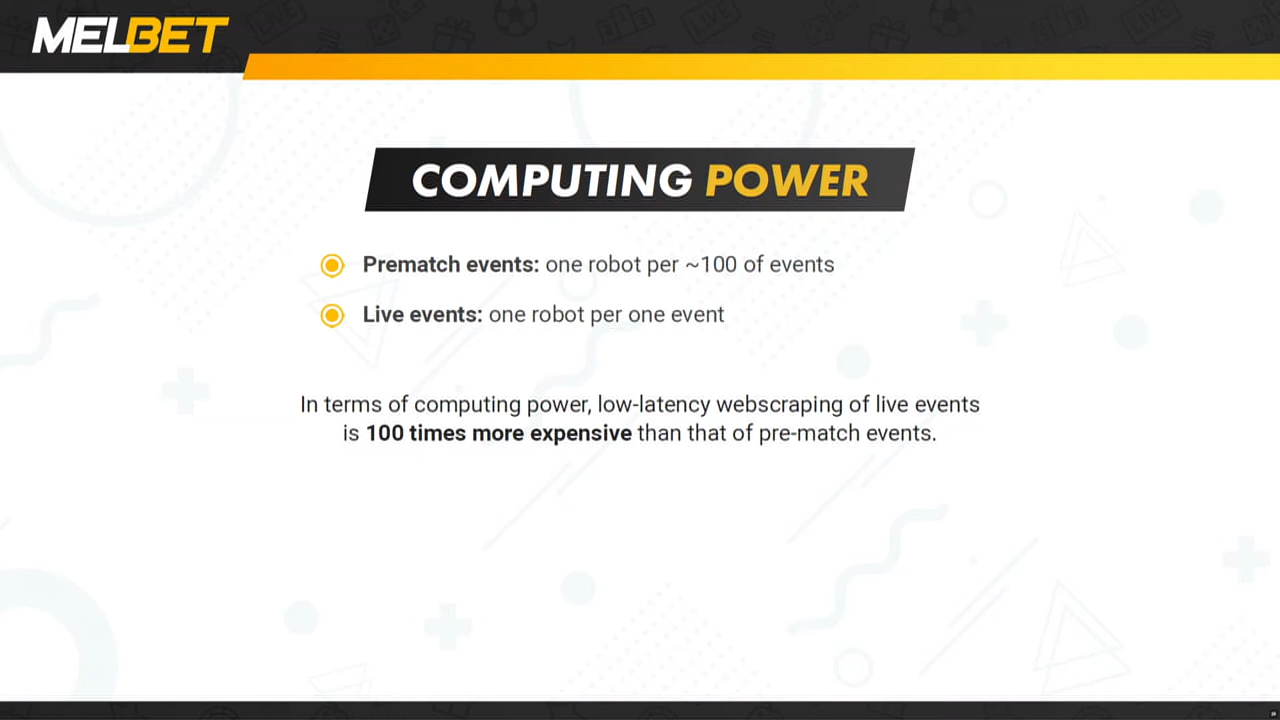 MELBET
COMPUTING POWER
Prematch events: one robot per ~100 of events
Live events: one robot per one event
In terms of computing power, low-latency webscraping of live events
is 100 times more expensive than that of pre-match events.